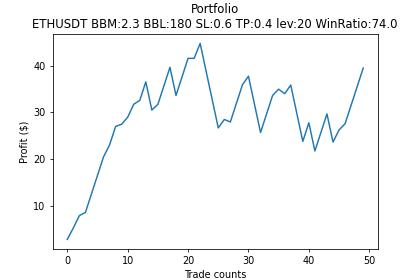 Portfolio
ETHUSDT BBM:2.3 BBL:180 SL:0.6 TP:0.4 lev:20 WinRatio:74.0
Profit ($)
40
30
20
10
0 10 20 30 40 50
Trade counts